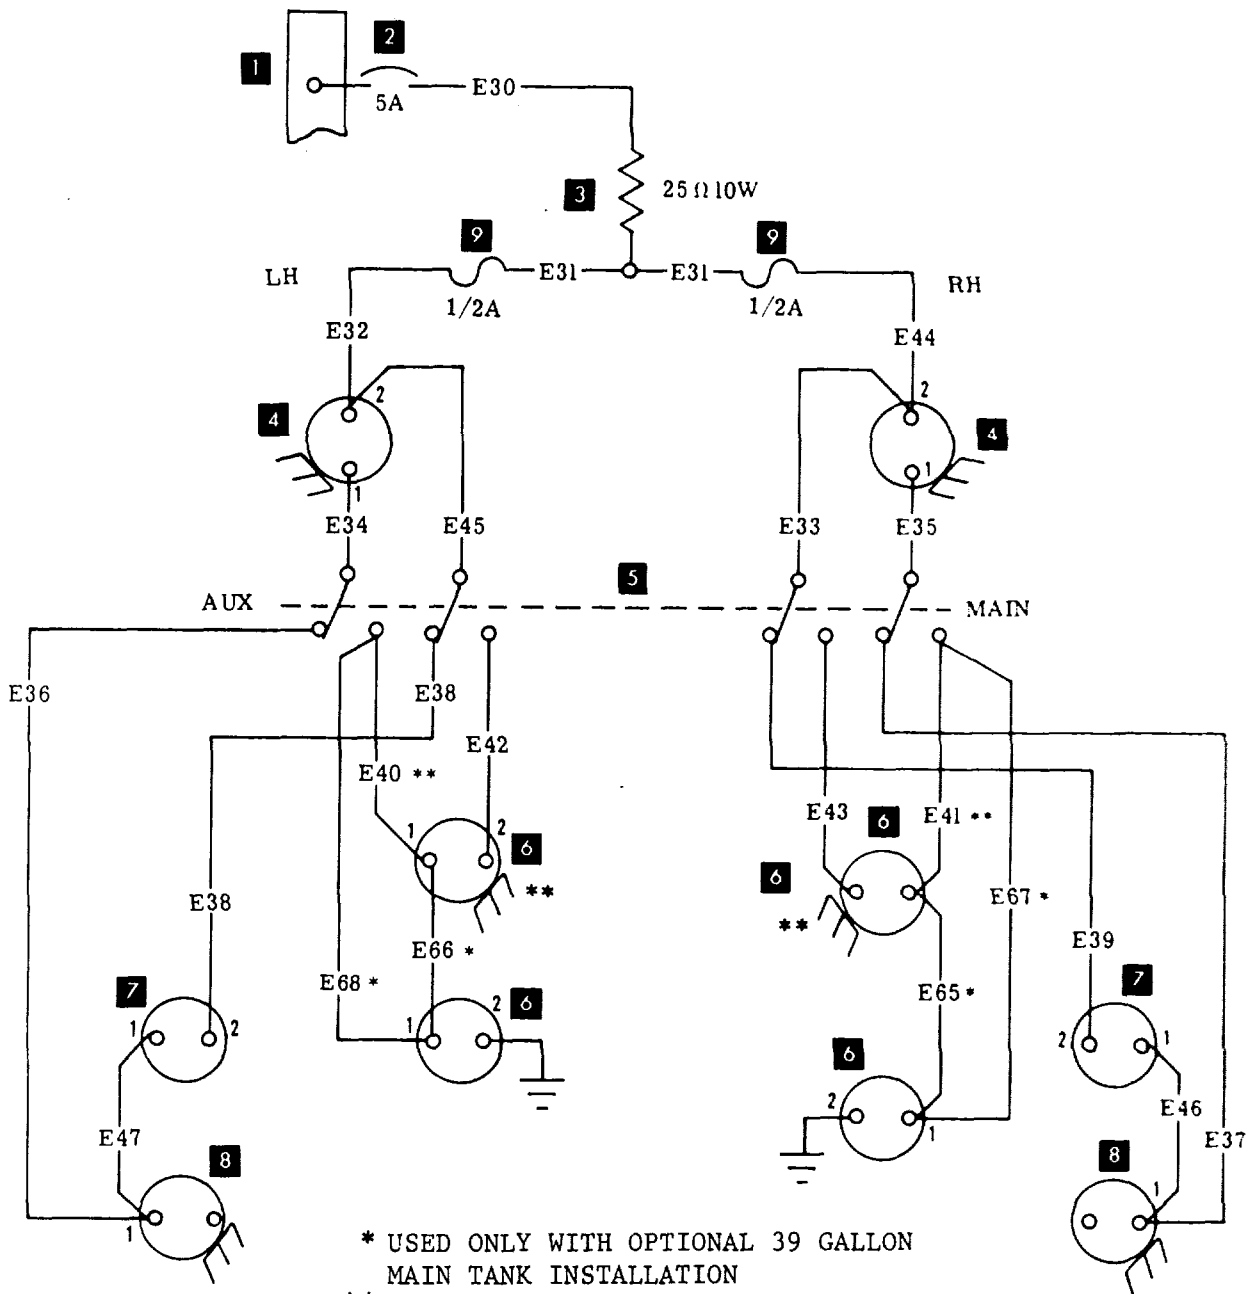 1
2
5A
E30
3
25Ω10W
9
9
LH
E31
E31
RH
1/2A
1/2A
E32
E44
2
2
4
4
1
1
E34
E45
E33
E35
5
AUX
MAIN
E36
E38
E42
E40 **
E43
E41 **
6
1
2
6
6
**
**
E38
E67 *
E66 *
E39
E68 *
E65 *
7
7
1
2
1
2
6
2
1
6
2
1
E46
E47
E37
8
8
1
1
* USED ONLY WITH OPTIONAL 39 GALLON
MAIN TANK INSTALLATION